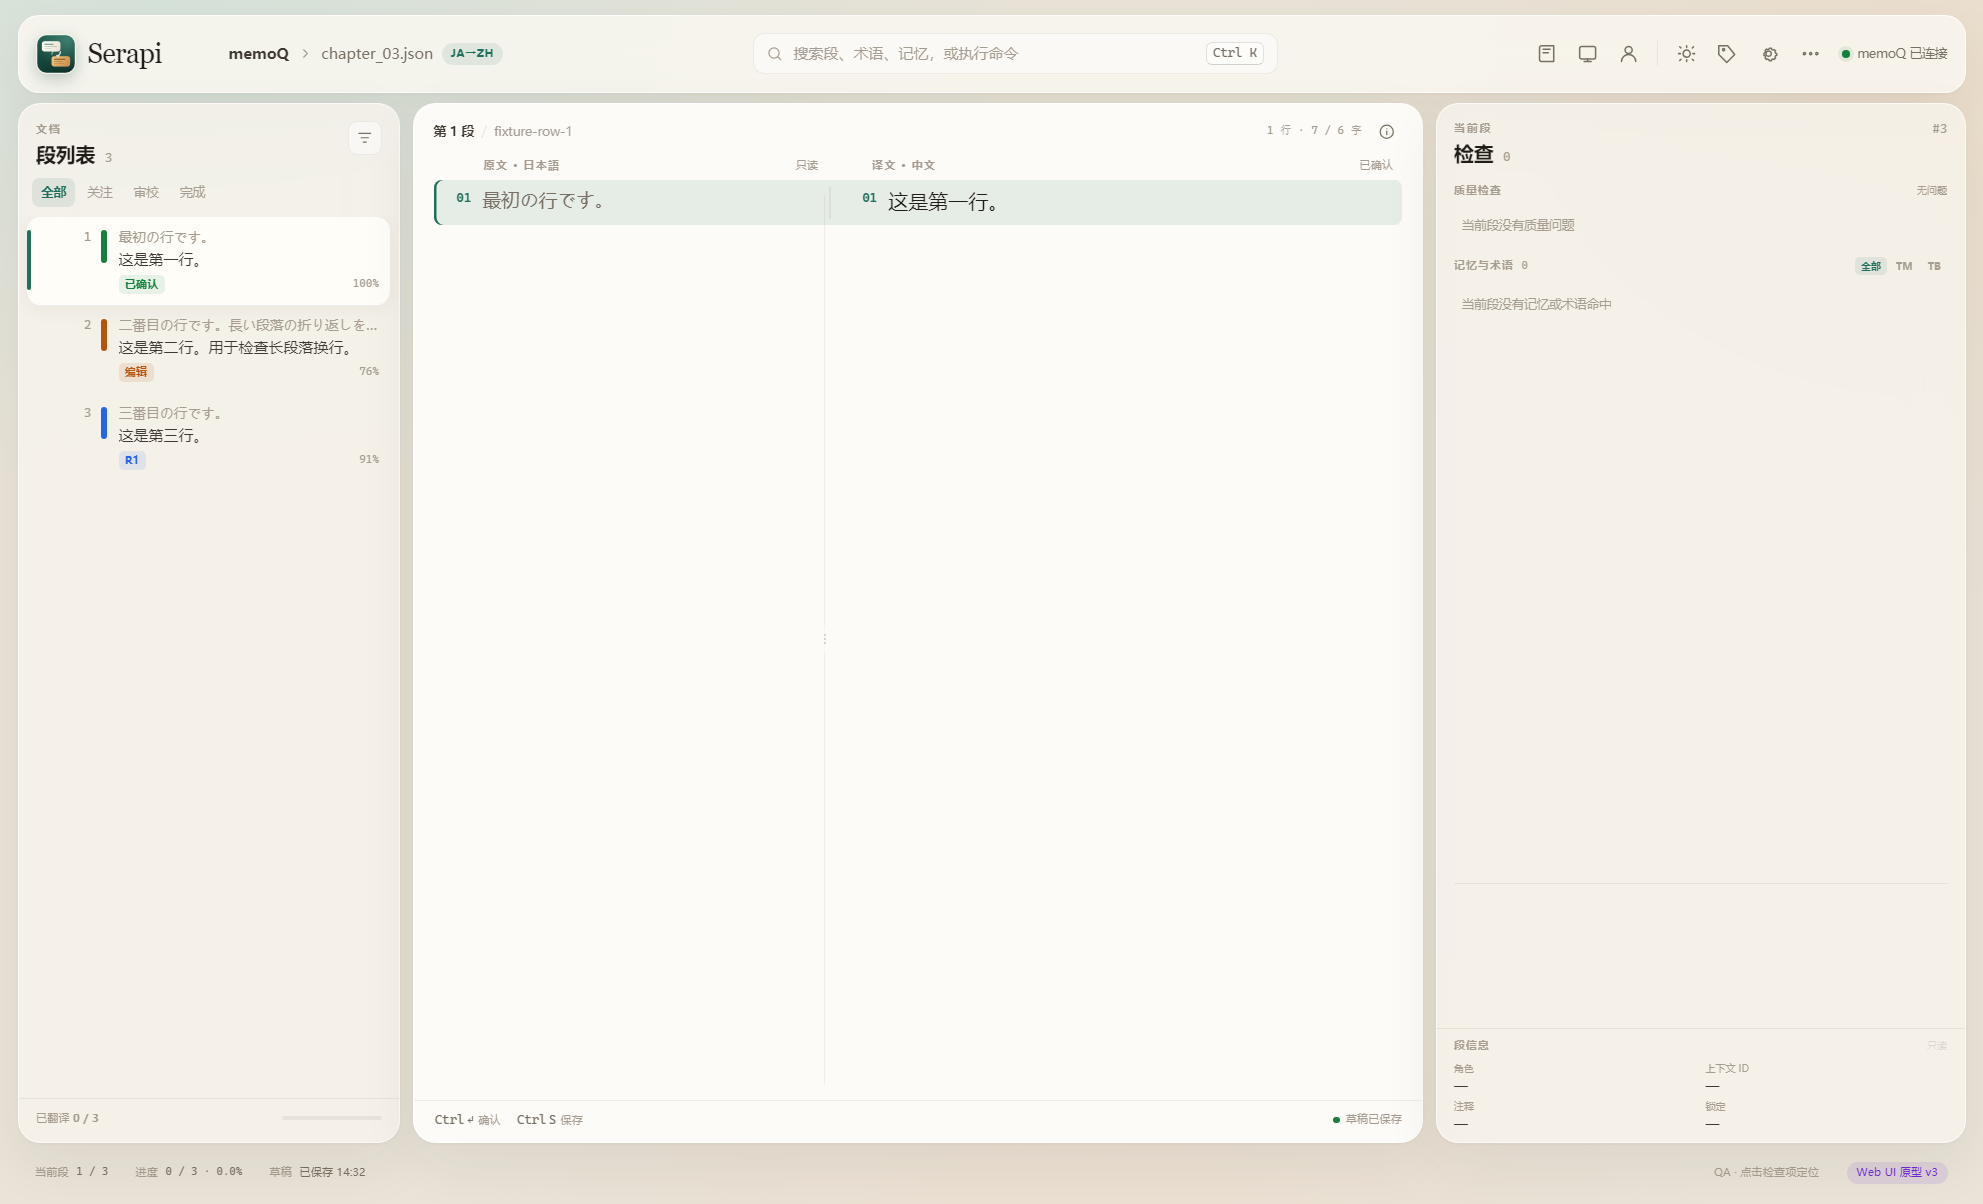 Serapi
memoQ › chapter_03.json JA→ZH
搜索段、术语、记忆，或执行命令 Ctrl K
memoQ 已连接
文档
段列表 3
全部 关注 审校 完成
1 最初の行です。
这是第一行。
已确认 100%
2 二番目の行です。長い段落の折り返しを...
这是第二行。用于检查长段落换行。
编辑 76%
3 三番目の行です。
这是第三行。
R1 91%
已翻译 0 / 3
第 1 段 / fixture-row-1
1 行 · 7 / 6 字
原文 • 日本語 只读
译文 • 中文 已确认
01 最初の行です。
01 这是第一行。
Ctrl ↵ 确认 Ctrl S 保存
草稿已保存
当前段 #3
检查 0
质量检查 无问题
当前段没有质量问题
记忆与术语 0 全部 TM TB
当前段没有记忆或术语命中
段信息 只读
角色 上下文 ID
— —
注释 锁定
— —
当前段 1 / 3 进度 0 / 3 · 0.0% 草稿 已保存 14:32
QA · 点击检查项定位 Web UI 原型 v3